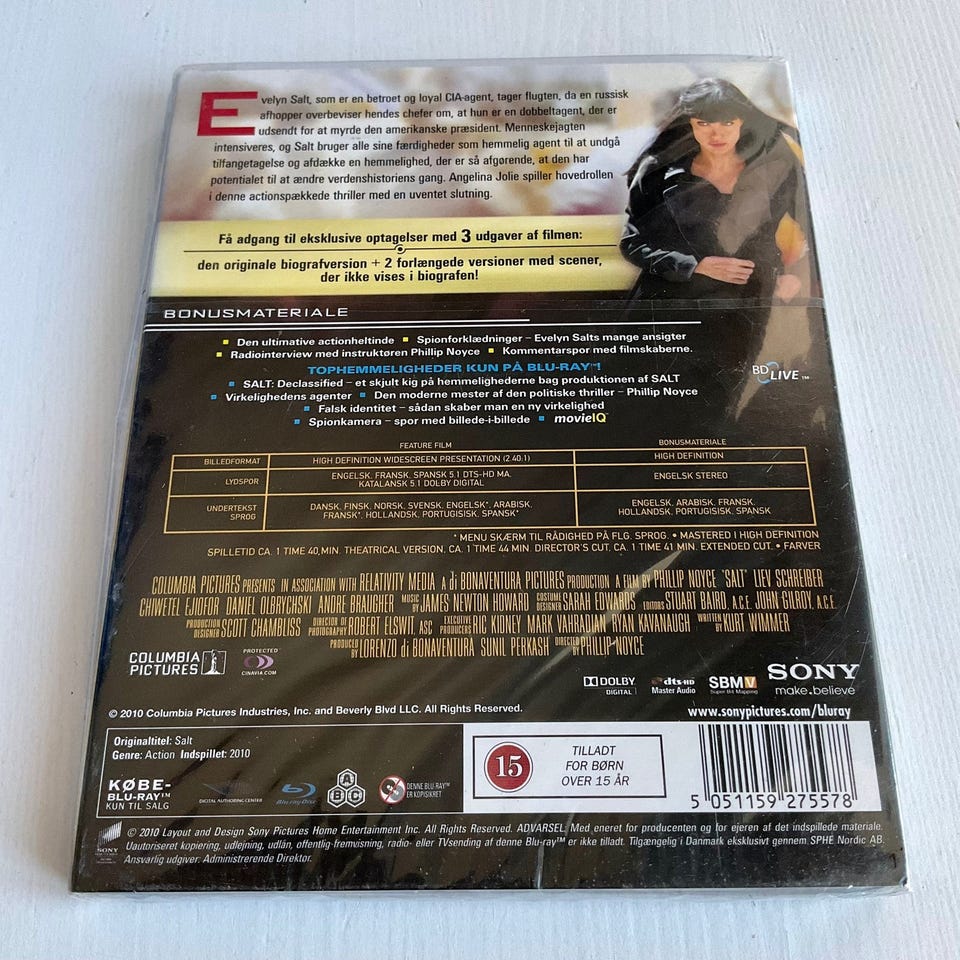 Evelyn Salt, som er en betroet og loyal CIA-agent, tager flugten, da en russisk
afhopper overbeviser hendes chefer om, at hun er en dobbeltagent, der er
udsendt for at myrde den amerikanske præsident. Menneskejagten
intensiveres, og Salt bruger alle sine færdigheder som hemmelig agent til at undgå
tilfangetagelse og afdække en hemmelighed, der er så afgørende, at den har
potentialet til at ændre verdenshistoriens gang. Angelina Jolie spiller hovedrollen
i denne actionspækkede thriller med en uventet slutning.
Få adgang til eksklusive optagelser med 3 udgaver af filmen:
den originale biografversion + 2 forlængede versioner med scener,
der ikke vises i biografen!
BONUSMATERIALE
▪ Den ultimative actionheltinde ▪ Spionforklædninger – Evelyn Salts mange ansigter
▪ Radiointerview med instruktøren Phillip Noyce ▪ Kommentarspor med filmskaberne.
TOPHEMMELIGHEDER KUN PÅ BLU-RAY™!
▪ SALT: Declassified – et skjult kig på hemmelighederne bag produktionen af SALT
▪ Virkelighedens agenter ▪ Den moderne mester af den politiske thriller – Phillip Noyce
▪ Falsk identitet – sådan skaber man en ny virkelighed
▪ Spionkamera – spor med billede-i-billede ▪ movieIQ™
BD LIVE™
FEATURE FILM BONUSMATERIALE
BILLEDFORMAT HIGH DEFINITION WIDESCREEN PRESENTATION (2.40:1) HIGH DEFINITION
LYDSPOR ENGELSK, FRANSK, SPANSK 5.1 DTS-HD MA. ENGELSK STEREO
KATALANSK 5.1 DOLBY DIGITAL
UNDERTEKST DANSK, FINSK, NORSK, SVENSK, ENGELSK*, ARABISK, ENGELSK, ARABISK, FRANSK,
SPROG FRANSK*, HOLLANDSK, PORTUGISISK, SPANSK* HOLLANDSK, PORTUGISISK, SPANSK
* MENU SKÆRM TIL RÅDIGHED PÅ FLG. SPROG. • MASTERED I HIGH DEFINITION
SPILLETID CA. 1 TIME 40,MIN. THEATRICAL VERSION. CA. 1 TIME 44 MIN. DIRECTOR'S CUT. CA. 1 TIME 41 MIN. EXTENDED CUT. • FARVER
COLUMBIA PICTURES PRESENTS IN ASSOCIATION WITH RELATIVITY MEDIA A di BONAVENTURA PICTURES PRODUCTION A FILM BY PHILLIP NOYCE "SALT" LIEV SCHREIBER
CHIWETEL EJIOFOR DANIEL OLBRYCHSKI ANDRE BRAUGHER MUSIC BY JAMES NEWTON HOWARD COSTUME DESIGNER SARAH EDWARDS EDITORS STUART BAIRD, A.C.E. JOHN GILROY, A.C.E.
PRODUCTION DESIGNER SCOTT CHAMBLISS DIRECTOR OF PHOTOGRAPHY ROBERT ELSWIT, ASC EXECUTIVE PRODUCERS RIC KIDNEY MARK VAHRADIAN RYAN KAVANAUGH WRITTEN BY KURT WIMMER
PRODUCED BY LORENZO di BONAVENTURA SUNIL PERKASH DIRECTED BY PHILLIP NOYCE
COLUMBIA PICTURES
PROTECTED
CINAVIA.COM
DOLBY DIGITAL
dts-HD Master Audio
SBMV Super Bit Mapping
SONY
make.believe
© 2010 Columbia Pictures Industries, Inc. and Beverly Blvd LLC. All Rights Reserved.
www.sonypictures.com/bluray
Originaltitel: Salt
Genre: Action Indspillet: 2010
KØBE-
BLU-RAY™
KUN TIL SALG
DIGITAL AUTHORING CENTER
Blu-ray Disc
A B C
DENNE BLU-RAY™
ER KOPISIKRET
15
TILLADT
FOR BØRN
OVER 15 ÅR
5 051159 275578
SONY
© 2010 Layout and Design Sony Pictures Home Entertainment Inc. All Rights Reserved. ADVARSEL. Med eneret for producenten og for ejeren af det indspillede materiale.
Uautoriseret kopiering, udlejning, udlån, offentlig-fremvisning, radio- eller TVsending af denne Blu-ray™ er ikke tilladt. Tilgængelig i Danmark eksklusivt gennem SPHE Nordic AB.
Ansvarlig udgiver: Administrerende Direktør.